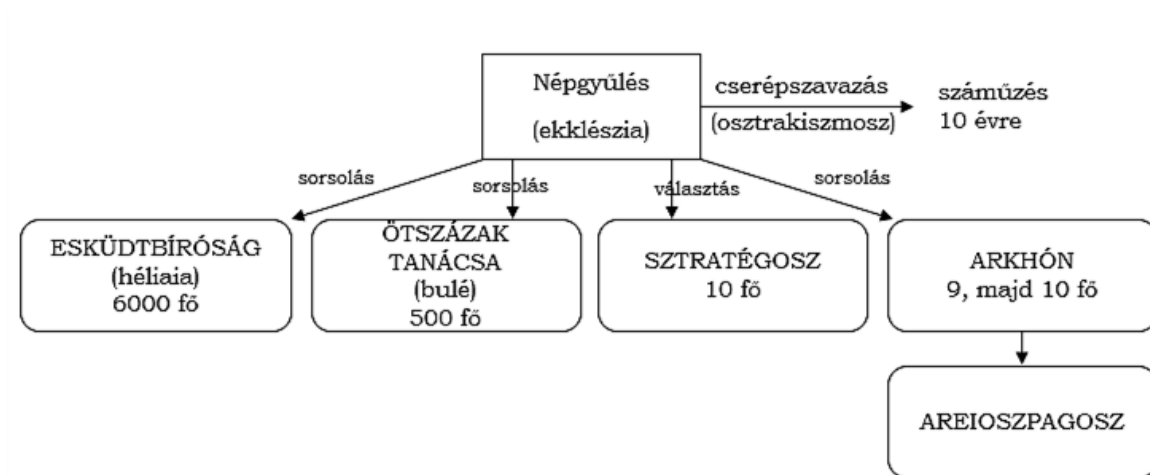 Népgyűlés
(ekklészia)
cserépszavazás
(osztrakiszmosz)
száműzés
10 évre
sorsolás
sorsolás
választás
sorsolás
ESKÜDTBÍRÓSÁG
(héliaia)
6000 fő
ÖTSZÁZAK
TANÁCSA
(bulé)
500 fő
SZTRATÉGOSZ
10 fő
ARKHÓN
9, majd 10 fő
AREIOSZPAGOSZ